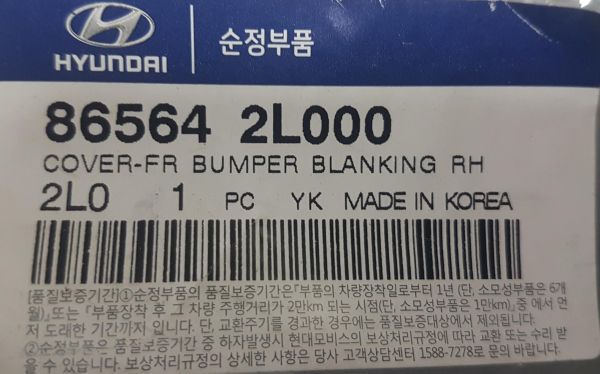 HYUNDAI
순정부품
86564 2L000
COVER-FR BUMPER BLANKING RH
2L0 1 PC YK MADE IN KOREA
[품질보증기간]①순정부품의 품질보증기간은「부품의 차량장착일로부터 1년 (단, 소모성부품은 6개
월)」또는 「부품장착 후 그 차량 주행거리가 2만km 되는 시점(단, 소모성부품은 1만km)」중 에서 먼
저 도래한 기간까지 입니다. 단, 교환주기를 경과한 경우에는 품질보증대상에서 제외됩니다.
②순정부품은 품질보증기간 중 하자발생시 현대모비스의 보상처리규정에 따라 교환 또는 수리 받
을 수 있습니다. 보상처리규정의 상세한 사항은 당사 고객상담센터 1588-7278로 문의 바랍니다.